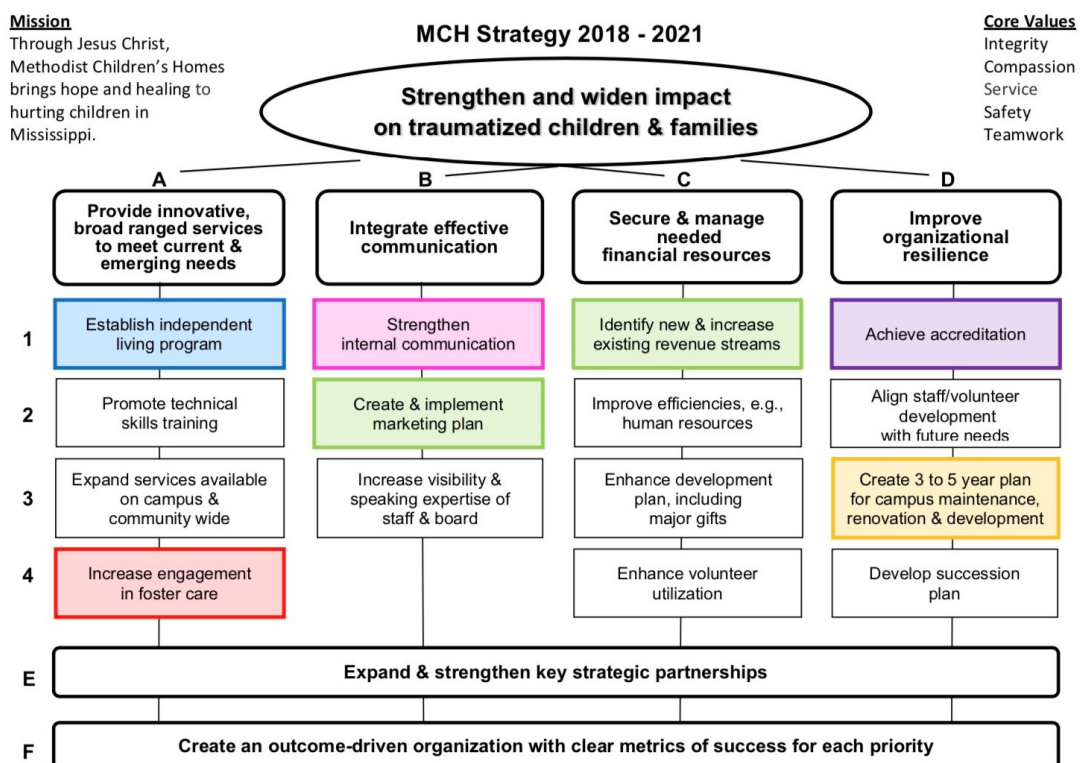 Mission
Through Jesus Christ,
Methodist Children's Homes
brings hope and healing to
hurting children in
Mississippi.
MCH Strategy 2018 - 2021
Core Values
Integrity
Compassion
Service
Safety
Teamwork
Strengthen and widen impact
on traumatized children & families
A
B
C
D
Provide innovative,
broad ranged services
to meet current &
emerging needs
Integrate effective
communication
Secure & manage
needed
financial resources
Improve
organizational
resilience
1
Establish independent
living program
Strengthen
internal communication
Identify new & increase
existing revenue streams
Achieve accreditation
2
Promote technical
skills training
Create & implement
marketing plan
Improve efficiencies, e.g.,
human resources
Align staff/volunteer
development
with future needs
3
Expand services available
on campus &
community wide
Increase visibility &
speaking expertise of
staff & board
Enhance development
plan, including
major gifts
Create 3 to 5 year plan
for campus maintenance,
renovation & development
4
Increase engagement
in foster care
Enhance volunteer
utilization
Develop succession
plan
E
Expand & strengthen key strategic partnerships
F
Create an outcome-driven organization with clear metrics of success for each priority